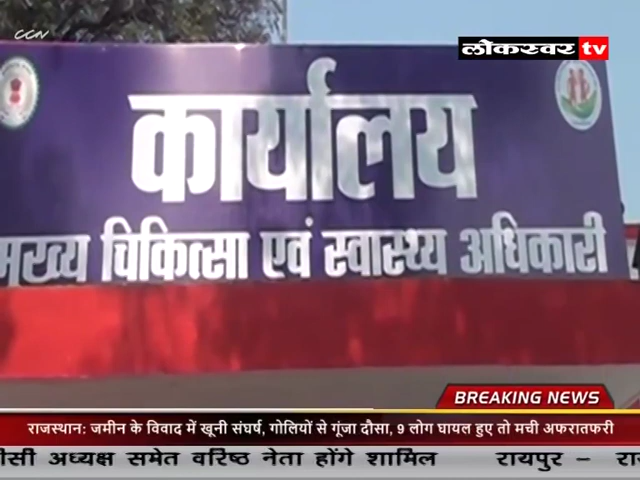 CCN
लोकस्वर tv
कार्यालय
मुख्य चिकित्सा एवं स्वास्थ्य अधिकारी
BREAKING NEWS
राजस्थान: जमीन के विवाद में खूनी संघर्ष, गोलियों से गूंजा दौसा, 9 लोग घायल हुए तो मची अफरातफरी
अध्यक्ष समेत वरिष्ठ नेता होंगे शामिल रायपुर -